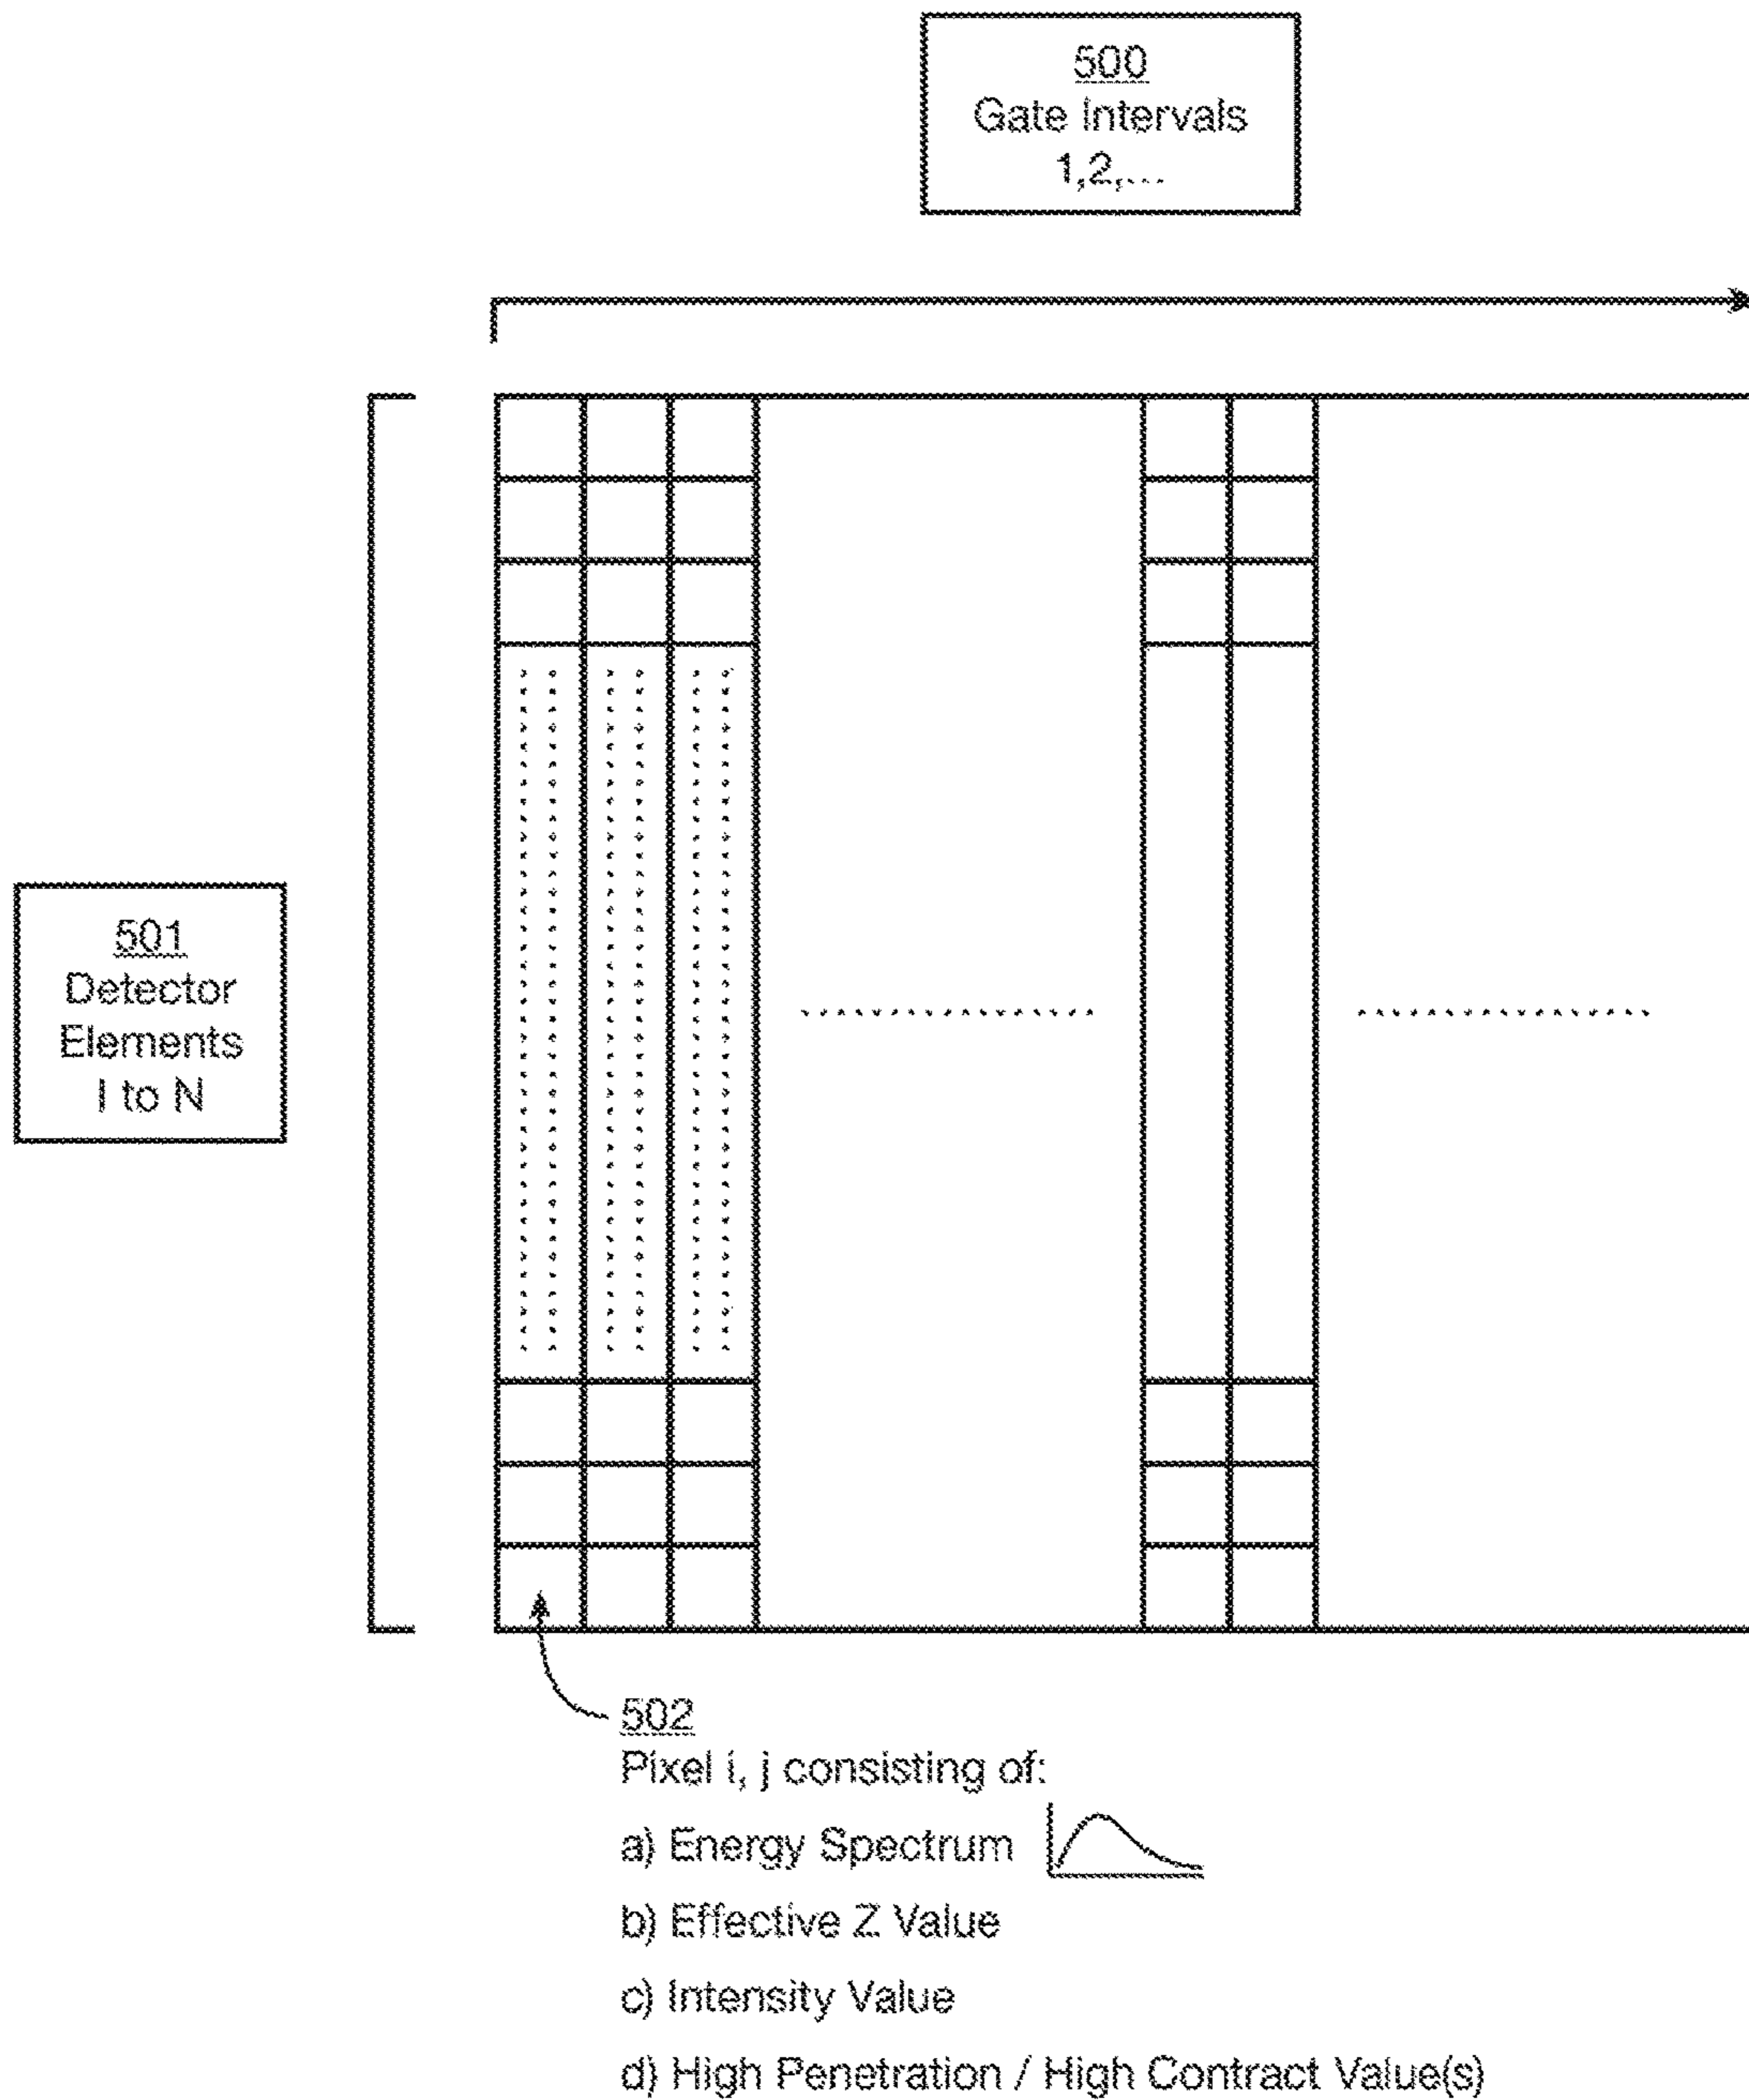 500
Gate Intervals
1,2,...
501
Detector
Elements
I to N
502
Pixel i, j consisting of:
a) Energy Spectrum
b) Effective Z Value
c) Intensity Value
d) High Penetration / High Contract Value(s)